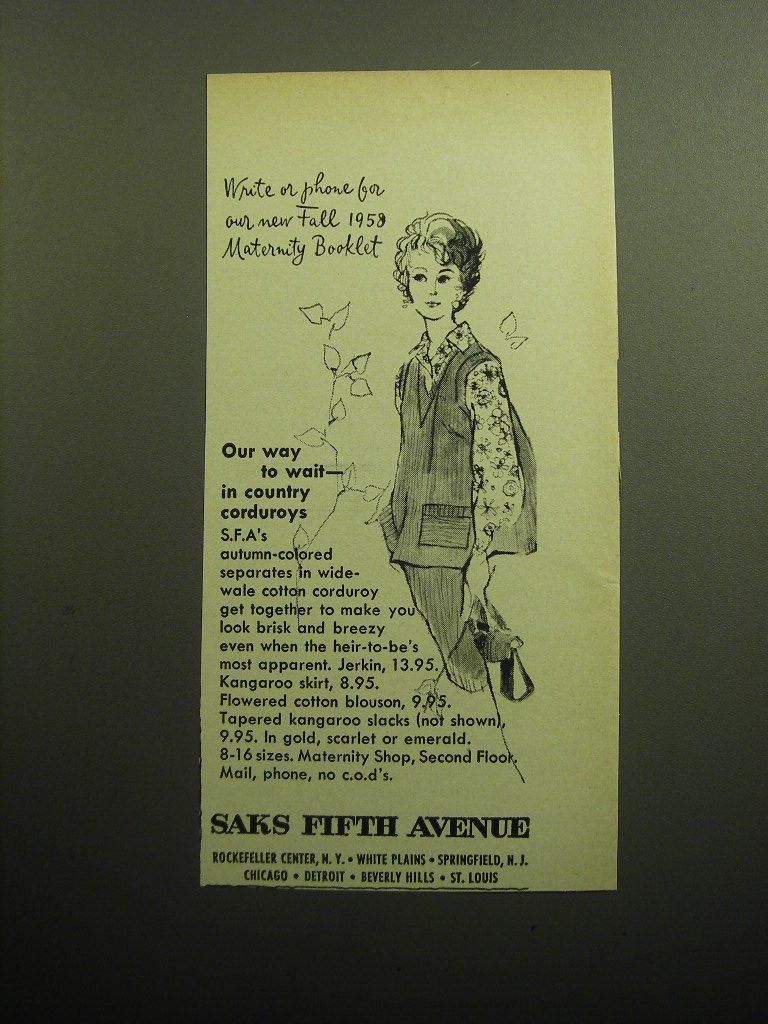 Write or phone for
our new Fall 1958
Maternity Booklet
Our way
to wait—
in country
corduroys
S.F.A's
autumn-colored
separates in wide-
wale cotton corduroy
get together to make you
look brisk and breezy
even when the heir-to-be's
most apparent. Jerkin, 13.95.
Kangaroo skirt, 8.95.
Flowered cotton blouson, 9.95.
Tapered kangaroo slacks (not shown),
9.95. In gold, scarlet or emerald.
8-16 sizes. Maternity Shop, Second Floor.
Mail, phone, no c.o.d's.
SAKS FIFTH AVENUE
ROCKEFELLER CENTER, N. Y. • WHITE PLAINS • SPRINGFIELD, N. J.
CHICAGO • DETROIT • BEVERLY HILLS • ST. LOUIS